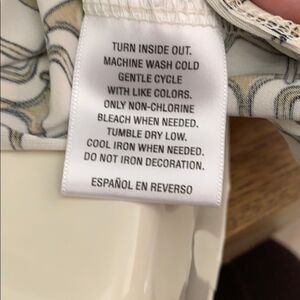 TURN INSIDE OUT.
MACHINE WASH COLD
GENTLE CYCLE
WITH LIKE COLORS.
ONLY NON-CHLORINE
BLEACH WHEN NEEDED.
TUMBLE DRY LOW.
COOL IRON WHEN NEEDED.
DO NOT IRON DECORATION.
ESPAÑOL EN REVERSO